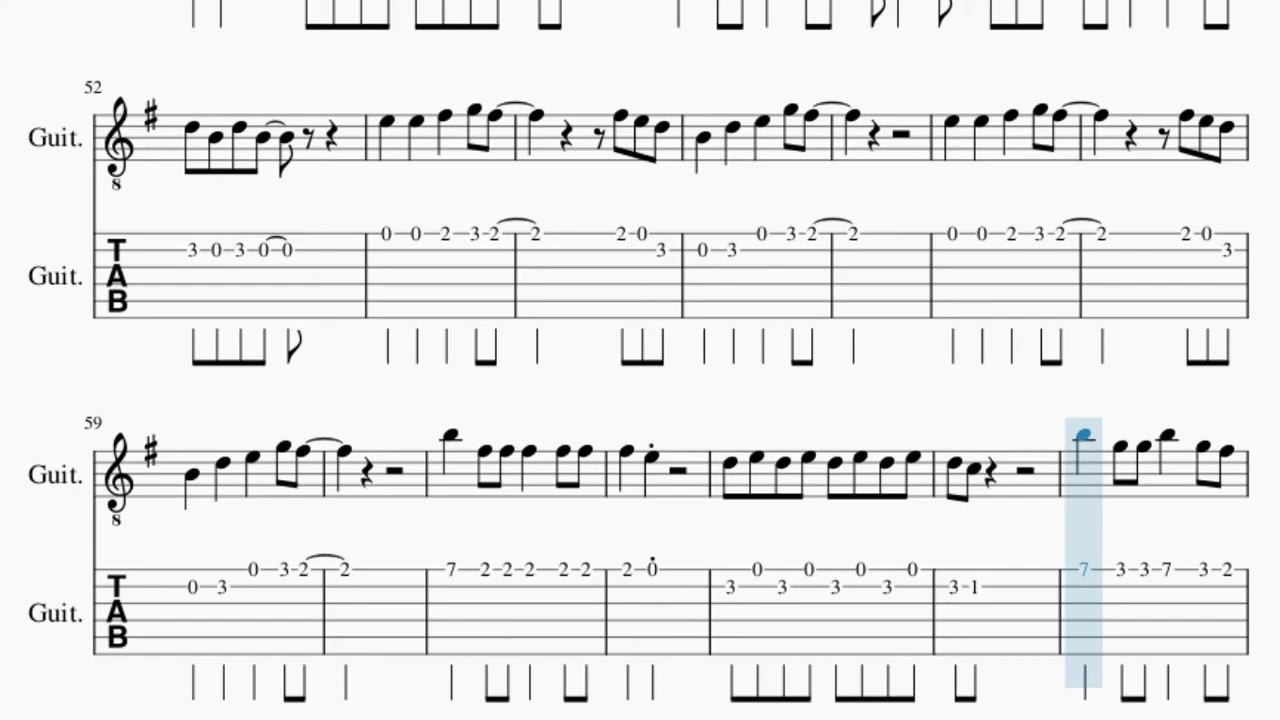 52
Guit.
8
0 0 2 3 2 2 2 0 0 3 2 2 0 0 2 3 2 2 2 0
3 0 3 0 0 3 0 3 3
Guit.
T
A
B
59
Guit.
8
0 3 2 2 7 2 2 2 2 2 2 0 0 0 0 0 7 3 3 7 3 2
0 3 3 3 3 3 3 1
Guit.
T
A
B